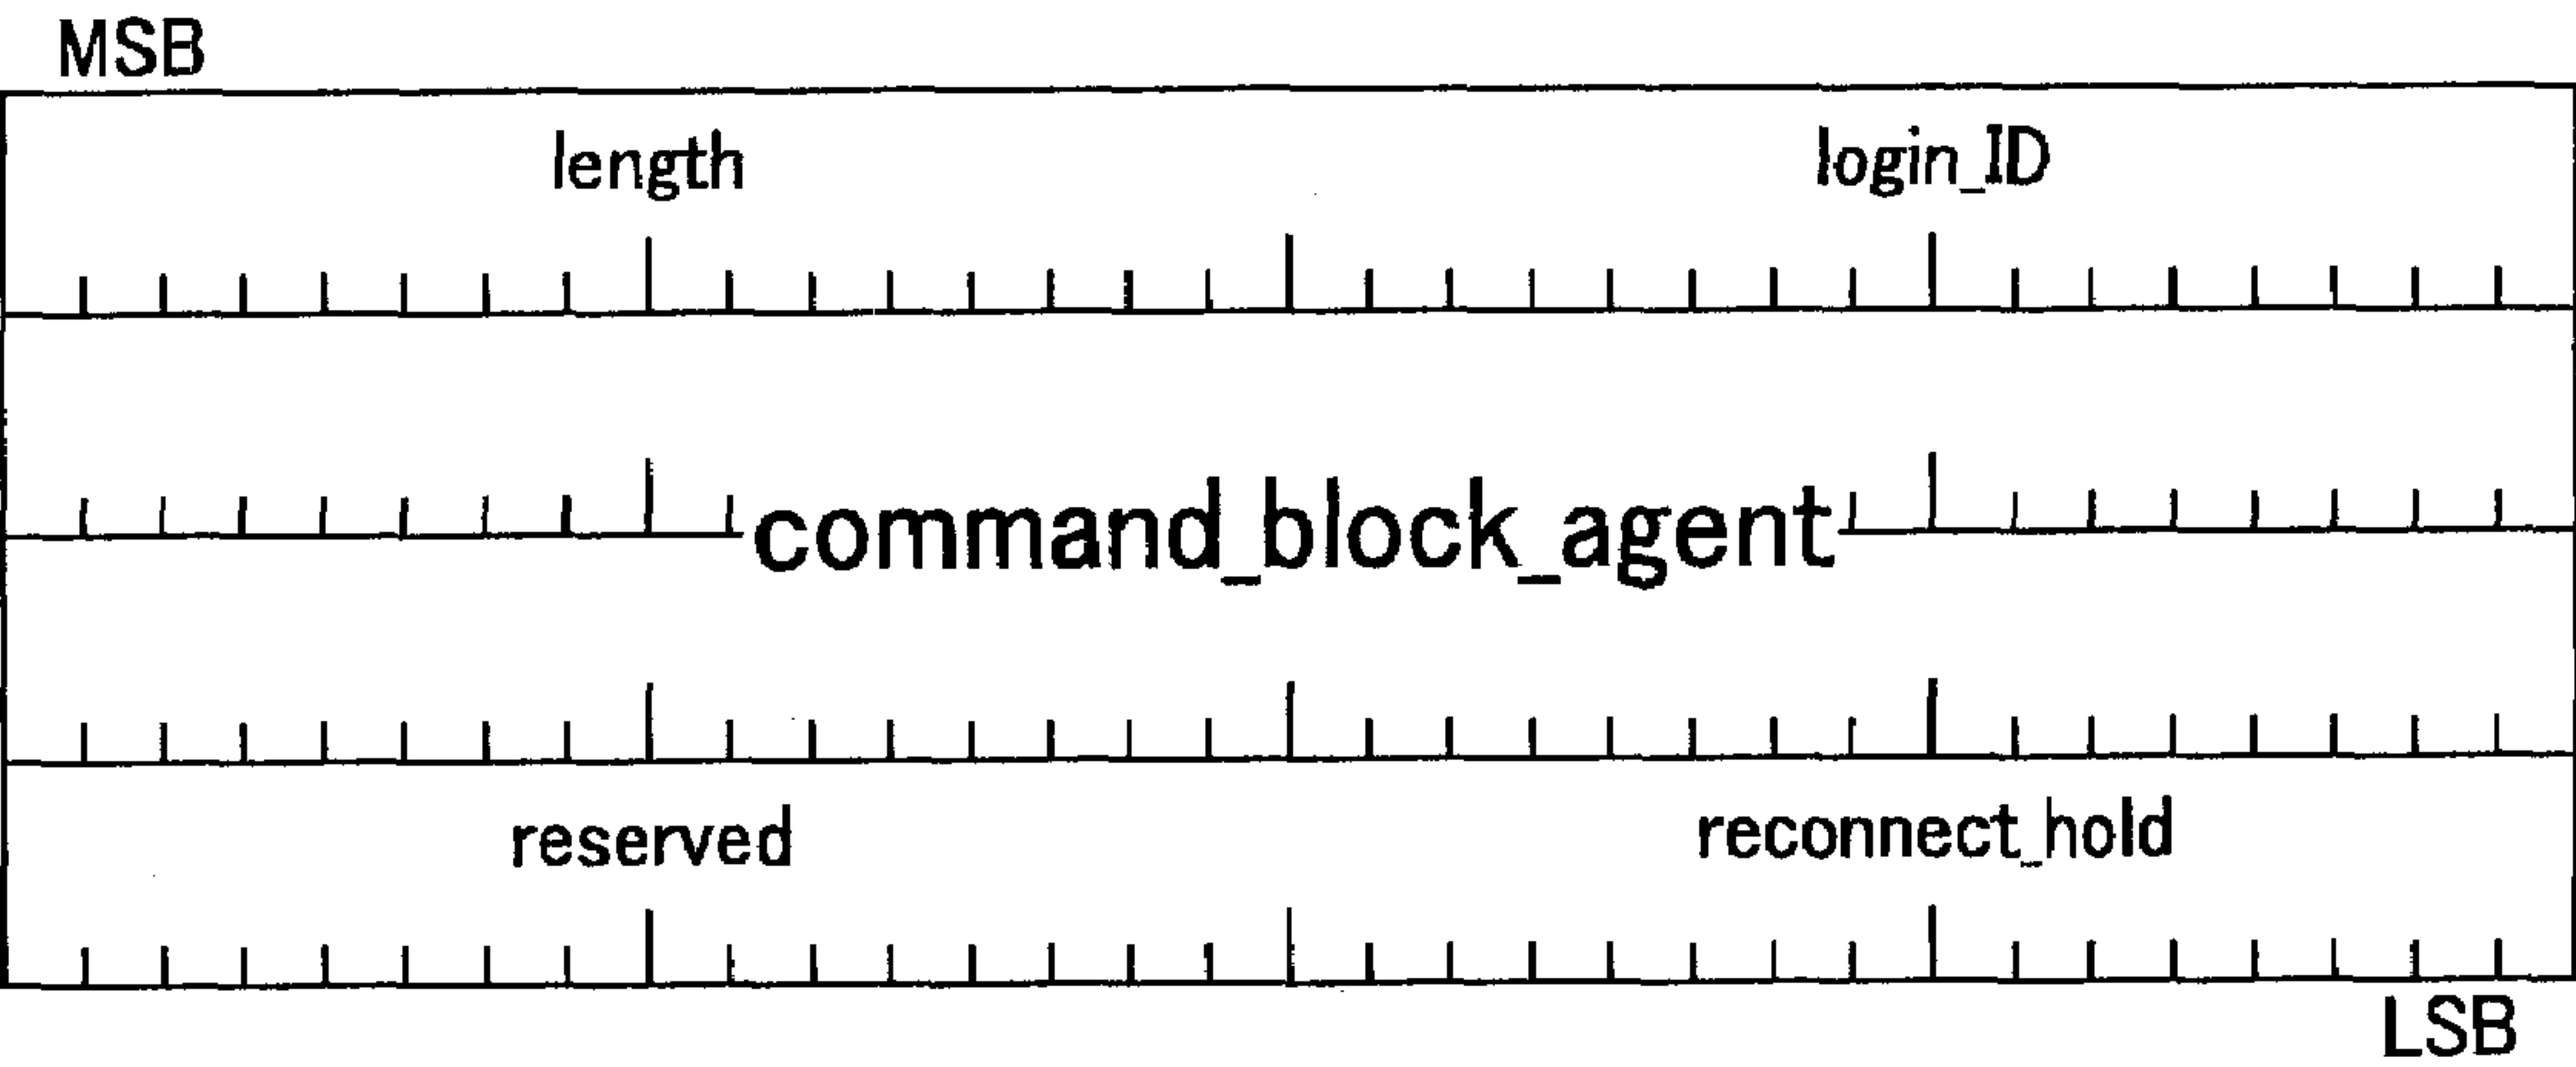 MSB
length login_ID
command_block_agent
reserved reconnect_hold
LSB